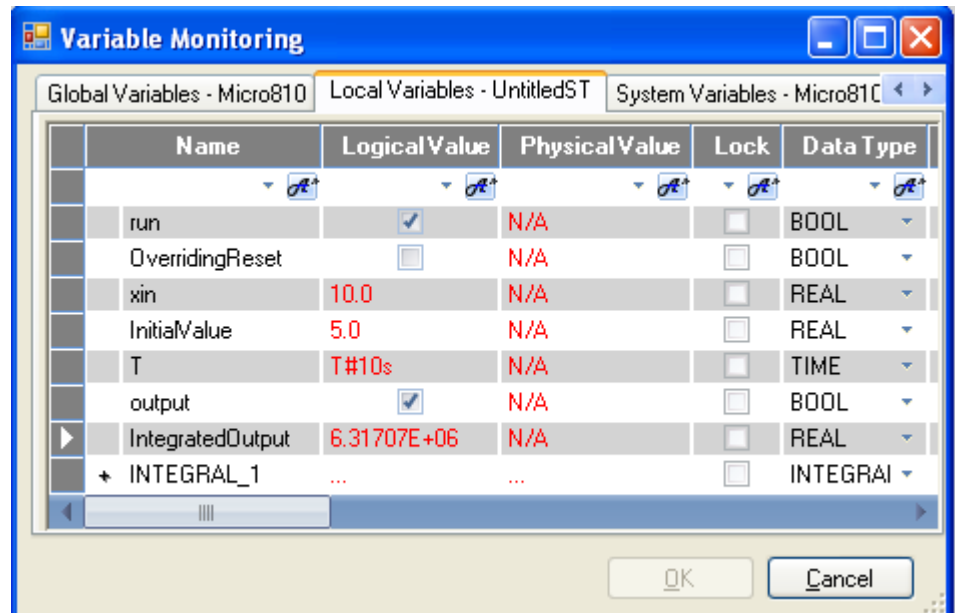 Variable Monitoring
Global Variables - Micro810 Local Variables - UntitledST System Variables - Micro810
Name Logical Value Physical Value Lock Data Type
run N/A BOOL
OverridingReset N/A BOOL
xin 10.0 N/A REAL
InitialValue 5.0 N/A REAL
T T#10s N/A TIME
output N/A BOOL
IntegratedOutput 6.31707E+06 N/A REAL
+ INTEGRAL_1 ... ... INTEGRAI
OK Cancel